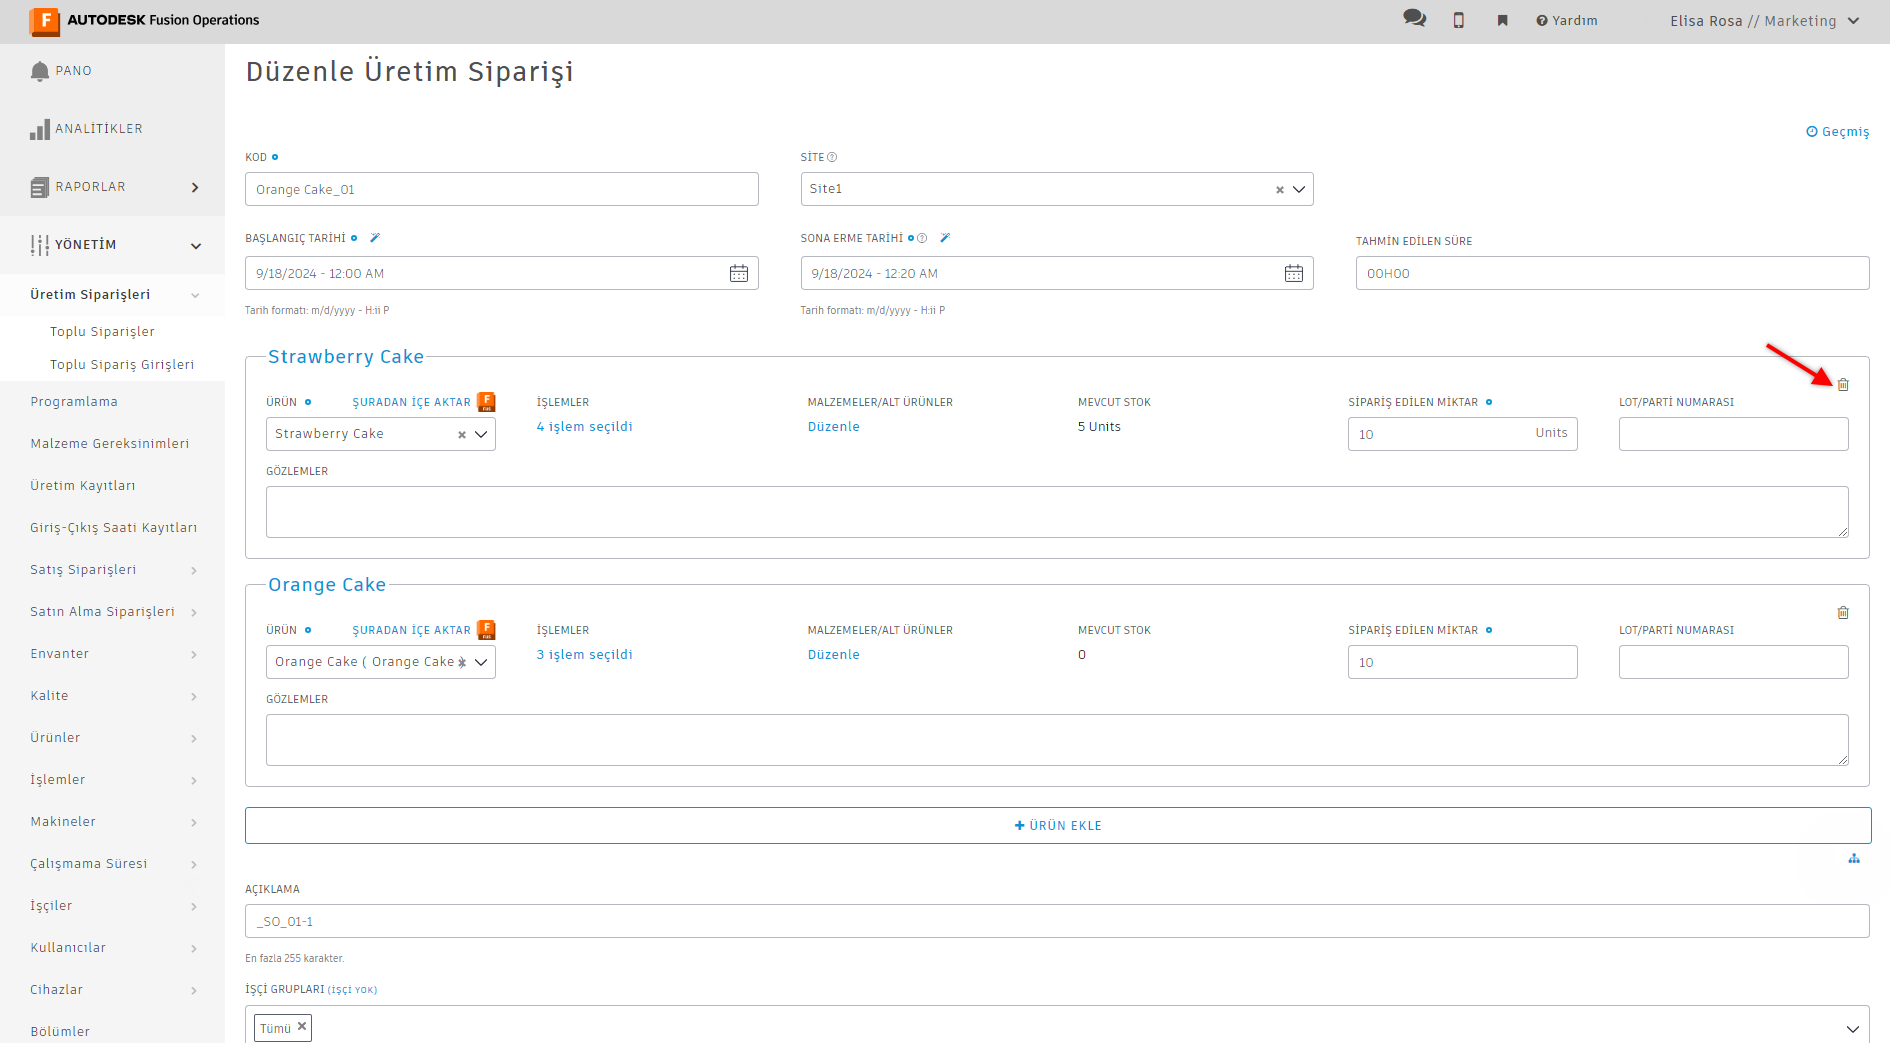 AUTODESK Fusion Operations
Yardım
Elisa Rosa // Marketing
PANO
ANALİTİKLER
RAPORLAR
YÖNETİM
Üretim Siparişleri
Toplu Siparişler
Toplu Sipariş Girişleri
Programlama
Malzeme Gereksinimleri
Üretim Kayıtları
Giriş-Çıkış Saati Kayıtları
Satış Siparişleri
Satın Alma Siparişleri
Envanter
Kalite
Ürünler
İşlemler
Makineler
Çalışmama Süresi
İşçiler
Kullanıcılar
Cihazlar
Bölümler
Düzenle Üretim Siparişi
Geçmiş
KOD
SİTE
Orange Cake_01
Site1
BAŞLANGIÇ TARİHİ
SONA ERME TARİHİ
TAHMİN EDİLEN SÜRE
9/18/2024 - 12:00 AM
9/18/2024 - 12:20 AM
00H00
Tarih formatı: m/d/yyyy - H:ii P
Tarih formatı: m/d/yyyy - H:ii P
Strawberry Cake
ÜRÜN
ŞURADAN İÇE AKTAR
İŞLEMLER
MALZEMELER/ALT ÜRÜNLER
MEVCUT STOK
SİPARİŞ EDİLEN MİKTAR
LOT/PARTİ NUMARASI
Strawberry Cake
4 işlem seçildi
Düzenle
5 Units
10
Units
GÖZLEMLER
Orange Cake
ÜRÜN
ŞURADAN İÇE AKTAR
İŞLEMLER
MALZEMELER/ALT ÜRÜNLER
MEVCUT STOK
SİPARİŞ EDİLEN MİKTAR
LOT/PARTİ NUMARASI
Orange Cake ( Orange Cake )
3 işlem seçildi
Düzenle
0
10
GÖZLEMLER
ÜRÜN EKLE
AÇIKLAMA
_SO_01-1
En fazla 255 karakter.
İŞÇİ GRUPLARI (İŞÇİ YOK)
Tümü